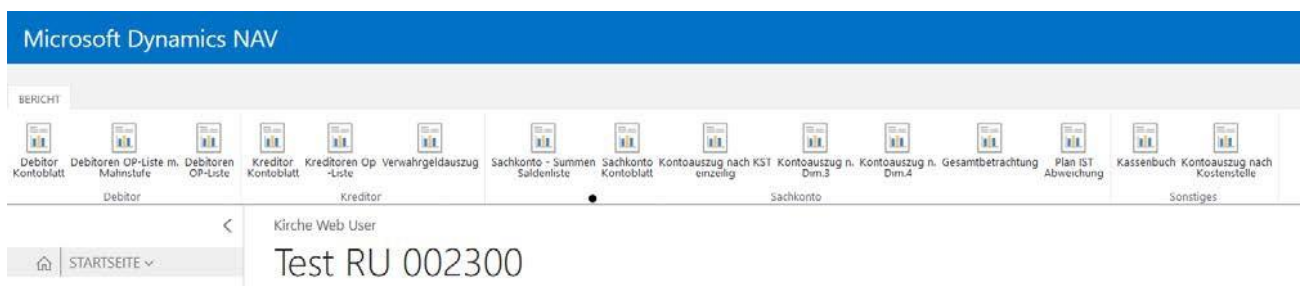 Microsoft Dynamics NAV
BERICHT
Debitor Kontoblatt
Debitoren OP-Liste m. Mahnstufe
Debitoren OP-Liste
Kreditor Kontoblatt
Kreditoren Op -Liste
Verwahrgeldauszug
Sachkonto - Summen Saldenliste
Sachkonto Kontoblatt
Kontoauszug nach KST einzeilig
Kontoauszug n. Dim.3
Kontoauszug n. Dim.4
Gesamtbetrachtung
Plan IST Abweichung
Kassenbuch
Kontoauszug nach Kostenstelle
Debitor
Kreditor
Sachkonto
Sonstiges
Kirche Web User
STARTSEITE
Test RU 002300